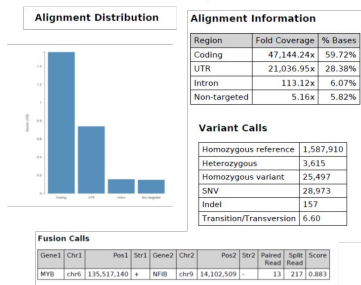 Alignment Distribution
Coding
UTR
Intron
Non-targeted
Alignment Information
Region Fold Coverage % Bases
Coding 47,144.24x 59.72%
UTR 21,036.95x 28.38%
Intron 113.12x 6.07%
Non-targeted 5.16x 5.82%
Variant Calls
Homozygous reference 1,587,910
Heterozygous 3,615
Homozygous variant 25,497
SNV 28,973
Indel 157
Transition/Transversion 6.60
Fusion Calls
Gene1 Chr1 Pos1 Str1 Gene2 Chr2 Pos2 Str2 Paired Read Split Read Score
MYB chr6 135,517,140 + NFIB chr9 14,102,509 - 13 217 0.883